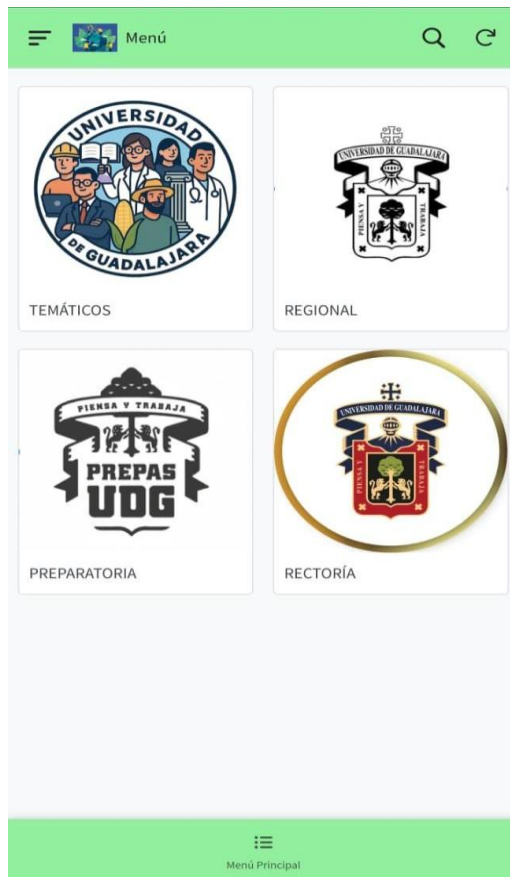 Menú
UNIVERSIDAD
DE GUADALAJARA
TEMÁTICOS
UNIVERSIDAD DE GUADALAJARA
PIENSA Y
TRABAJA
REGIONAL
PIENSA Y TRABAJA
PREPAS
UDG
PREPARATORIA
UNIVERSIDAD DE GUADALAJARA
PIENSA Y
TRABAJA
RECTORÍA
Menú Principal